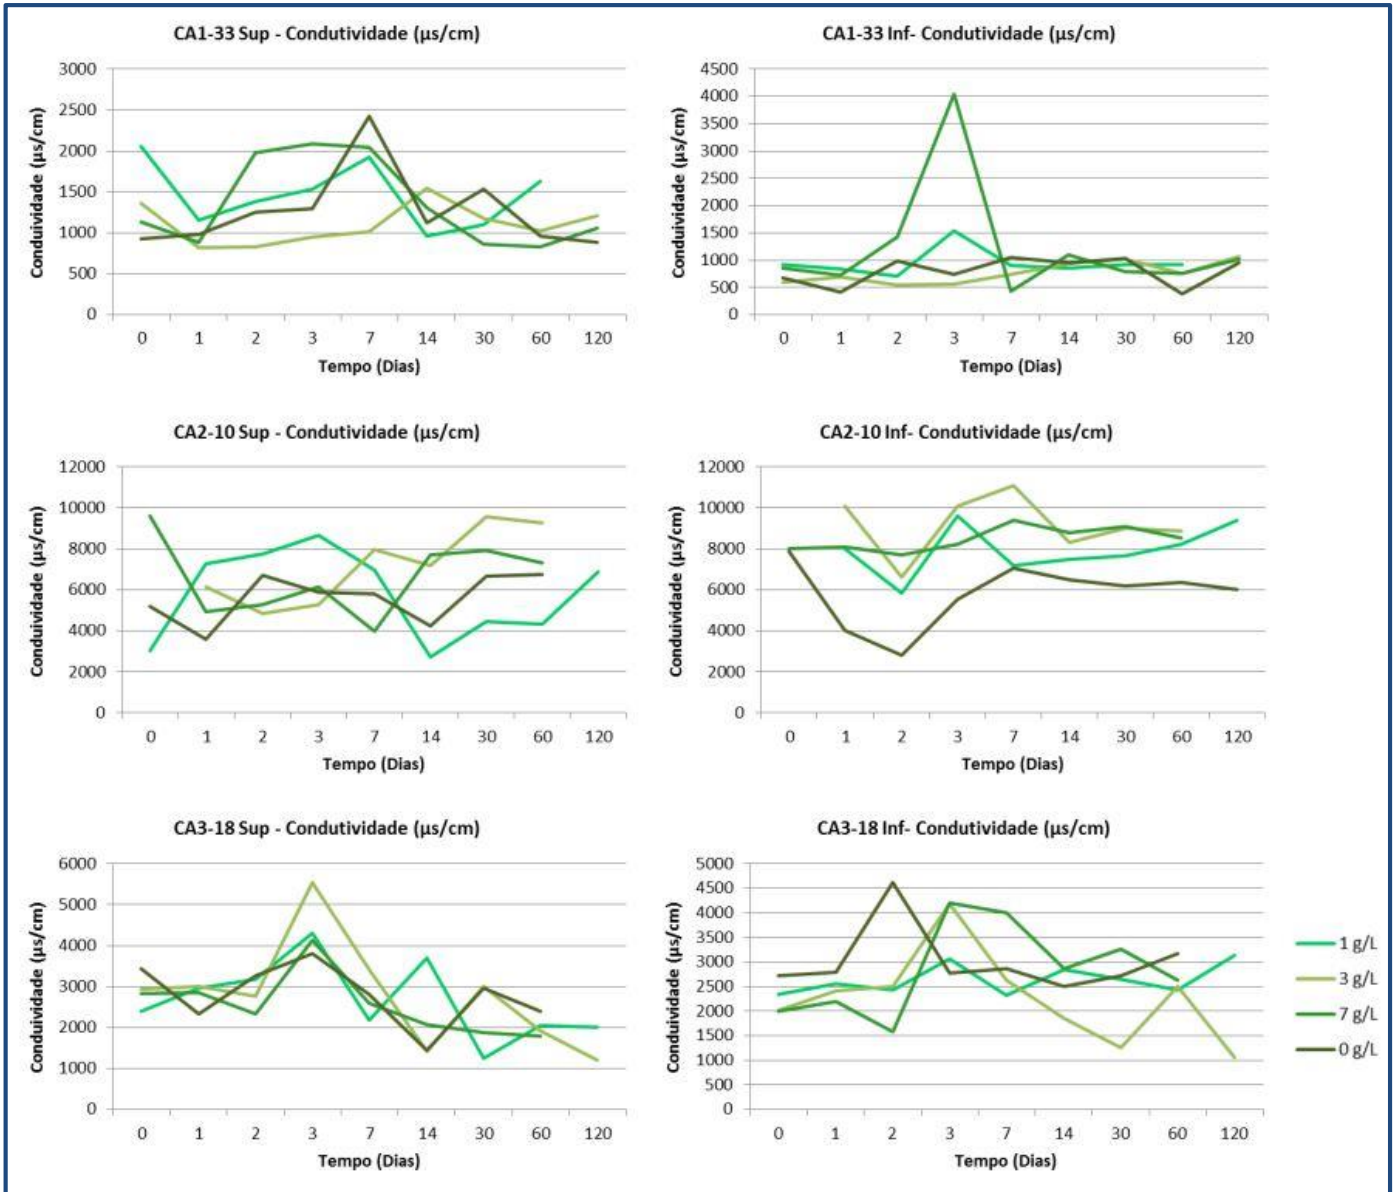 CA1-33 Sup - Condutividade (µs/cm)
Conduividade (µs/cm)
3000
2500
2000
1500
1000
500
0
0 1 2 3 7 14 30 60 120
Tempo (Dias)
CA1-33 Inf- Condutividade (µs/cm)
Conduividade (µs/cm)
4500
4000
3500
3000
2500
2000
1500
1000
500
0
0 1 2 3 7 14 30 60 120
Tempo (Dias)
CA2-10 Sup - Condutividade (µs/cm)
Conduividade (µs/cm)
12000
10000
8000
6000
4000
2000
0
0 1 2 3 7 14 30 60 120
Tempo (Dias)
CA2-10 Inf- Condutividade (µs/cm)
Conduividade (µs/cm)
12000
10000
8000
6000
4000
2000
0
0 1 2 3 7 14 30 60 120
Tempo (Dias)
CA3-18 Sup - Condutividade (µs/cm)
Conduividade (µs/cm)
6000
5000
4000
3000
2000
1000
0
0 1 2 3 7 14 30 60 120
Tempo (Dias)
CA3-18 Inf- Condutividade (µs/cm)
Conduividade (µs/cm)
5000
4500
4000
3500
3000
2500
2000
1500
1000
500
0
0 1 2 3 7 14 30 60 120
Tempo (Dias)
1 g/L
3 g/L
7 g/L
0 g/L